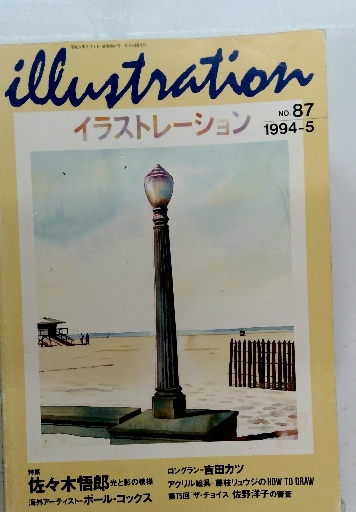 illustration
イラストレーション
NO.87
1994-5
特集
佐々木悟郎 光と影の模様
海外アーティスト―ポール・コックス
ロングラン―吉田カツ
アクリル絵具―藤枝リュウジのHOW TO DRAW
第75回 ザ・チョイス 佐野洋子の審査